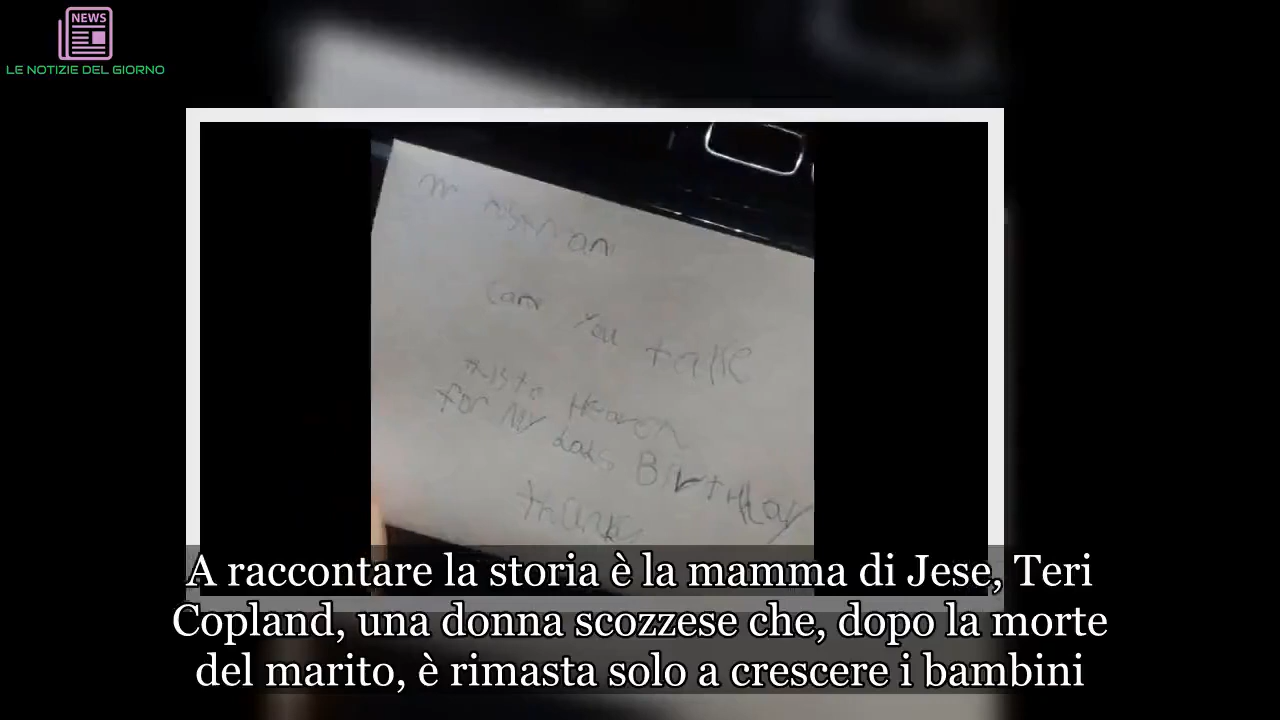 NEWS
LE NOTIZIE DEL GIORNO
mr
can you take
this to Heaven
for my dads Birthday
thank
A raccontare la storia è la mamma di Jese, Teri
Copland, una donna scozzese che, dopo la morte
del marito, è rimasta solo a crescere i bambini